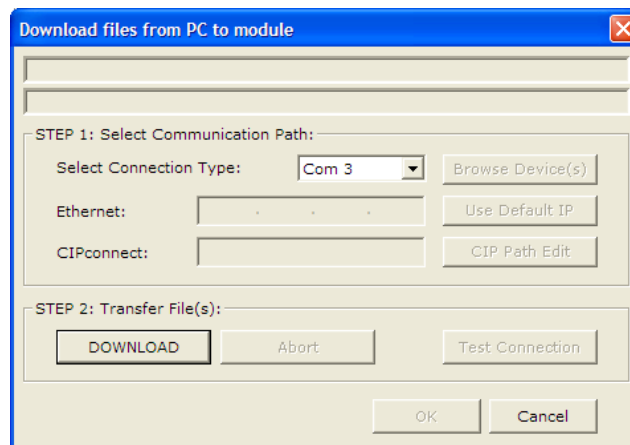 Download files from PC to module
STEP 1: Select Communication Path:
Select Connection Type: Com 3 Browse Device(s)
Ethernet: . . . Use Default IP
CIPconnect: CIP Path Edit
STEP 2: Transfer File(s):
DOWNLOAD Abort Test Connection
OK Cancel